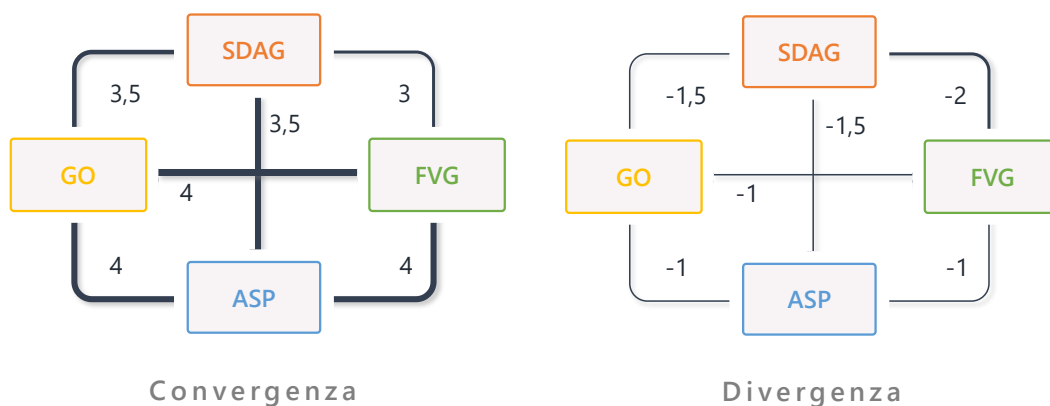 SDAG
3,5
3
3,5
GO
FVG
4
4
4
ASP
Convergenza
SDAG
-1,5
-2
-1,5
GO
FVG
-1
-1
-1
ASP
Divergenza